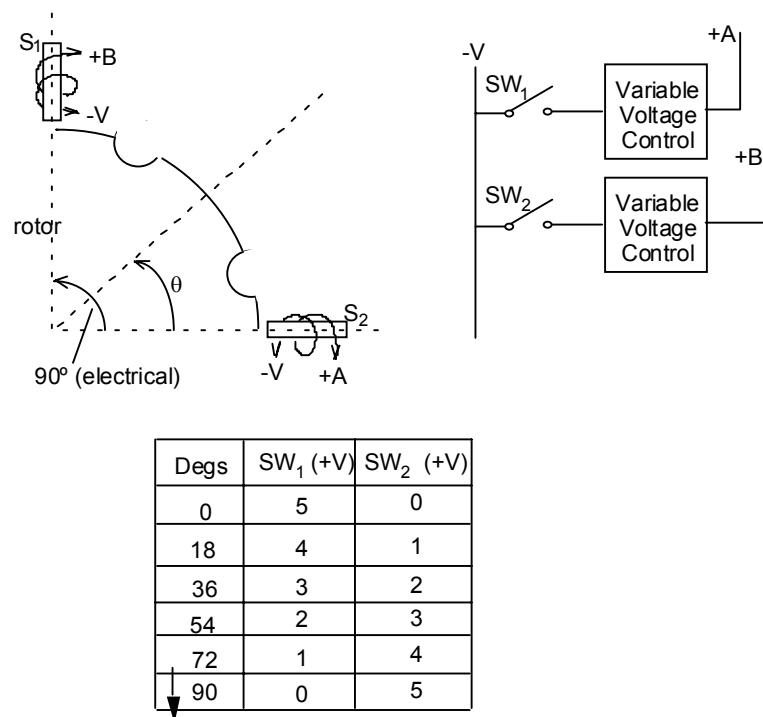 S1
+B
-V
rotor
θ
90º (electrical)
S2
-V
+A
-V
+A
SW1
Variable
Voltage
Control
+B
SW2
Variable
Voltage
Control
Degs SW1 (+V) SW2 (+V)
0 5 0
18 4 1
36 3 2
54 2 3
72 1 4
90 0 5